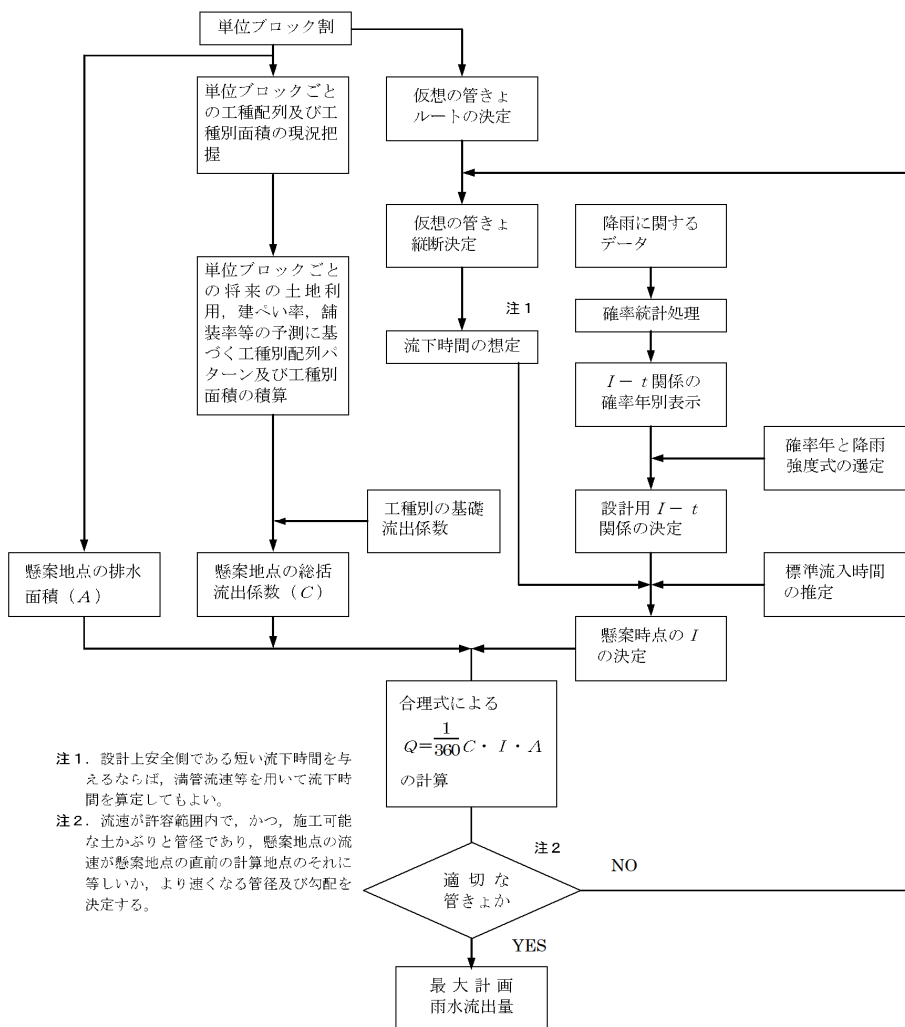 単位ブロック割
単位ブロックごと
の工種配列及び工
種別面積の現況把
握
仮想の管きょ
ルートの決定
仮想の管きょ
縦断決定
降雨に関する
データ
単位ブロックごと
の将来の土地利
用，建ぺい率，舗
装率等の予測に基
づく工種別配列パ
ターン及び工種別
面積の積算
注１
流下時間の想定
確率統計処理
I－t 関係の
確率年別表示
確率年と降雨
強度式の選定
工種別の基礎
流出係数
設計用 I－t
関係の決定
懸案地点の排水
面積（A）
懸案地点の総括
流出係数（C）
標準流入時間
の推定
懸案時点の I
の決定
合理式による
Q=1/360 C・I・A
の計算
注１．設計上安全側である短い流下時間を与
えるならば，満管流速等を用いて流下時
間を算定してもよい。
注２．流速が許容範囲内で，かつ，施工可能
な土かぶりと管径であり，懸案地点の流
速が懸案地点の直前の計算地点のそれに
等しいか，より速くなる管径及び勾配を
決定する。
注２
適切な
管きょか
NO
YES
最大計画
雨水流出量